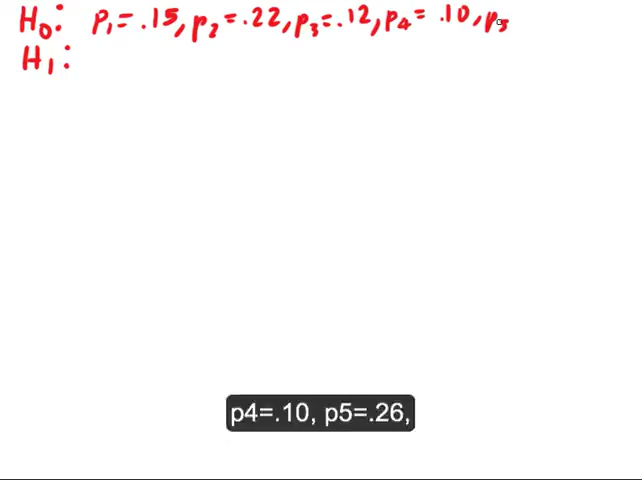 H₀: p₁ = .15, p₂ = .22, p₃ = .12, p₄ = .10, p₅
H₁:
p4=.10, p5=.26,